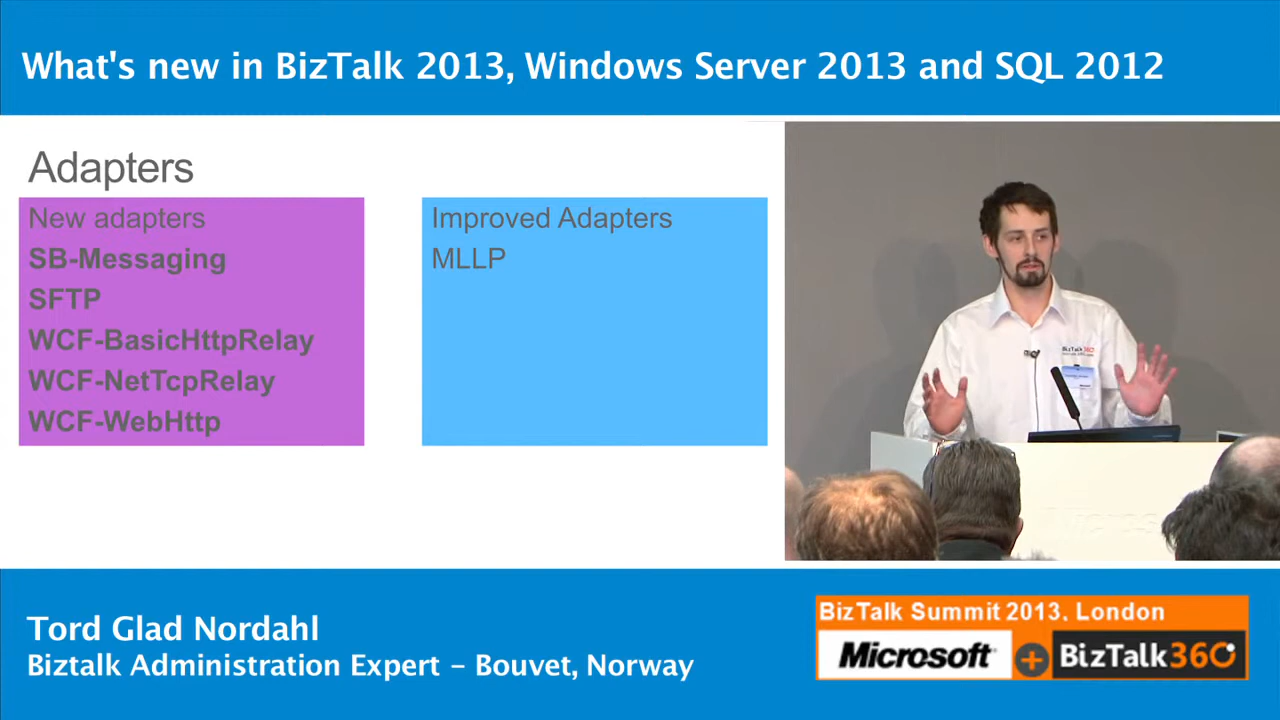 What's new in BizTalk 2013, Windows Server 2013 and SQL 2012
Adapters
New adapters
SB-Messaging
SFTP
WCF-BasicHttpRelay
WCF-NetTcpRelay
WCF-WebHttp
Improved Adapters
MLLP
BizTalk360
Tord Glad Nordahl
Biztalk Administration Expert – Bouvet, Norway
BizTalk Summit 2013, London
Microsoft + BizTalk360